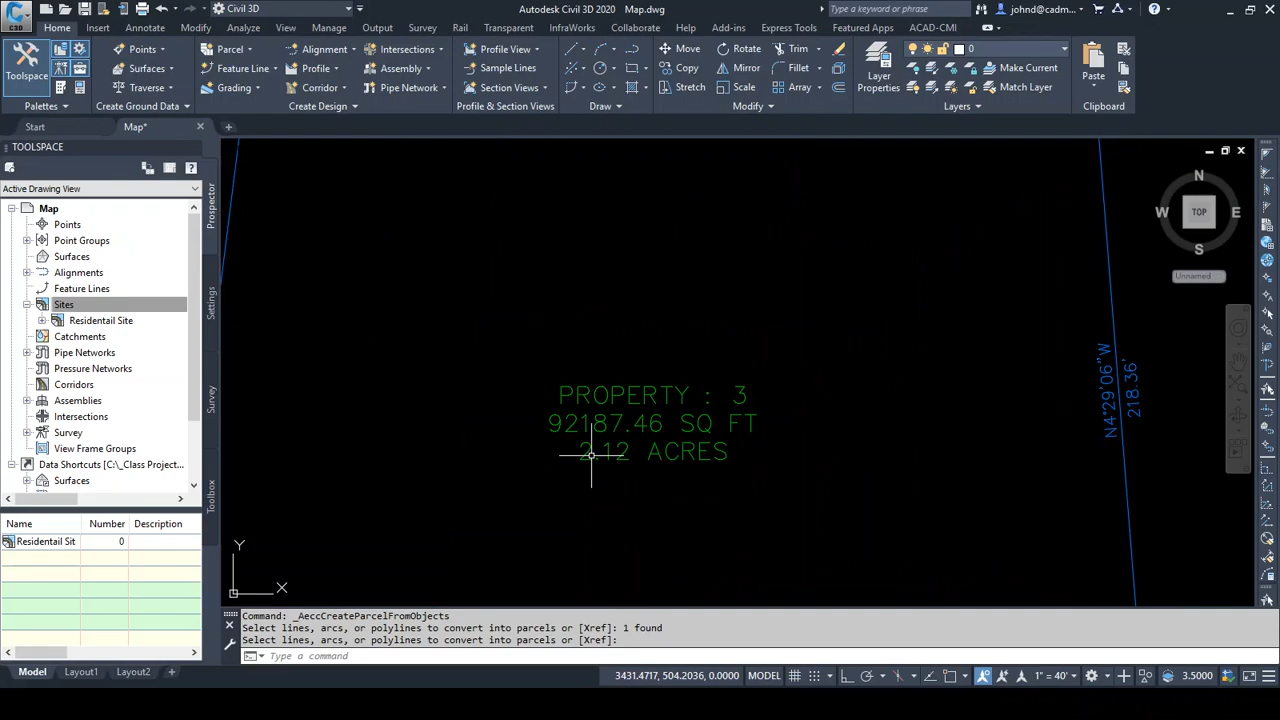 C3D
Civil 3D
Autodesk Civil 3D 2020 Map.dwg
Type a keyword or phrase
johnd@cadm...
Home Insert Annotate Modify Analyze View Manage Output Survey Rail Transparent InfraWorks Collaborate Help Add-ins Express Tools Featured Apps ACAD-CMI
Toolspace
Points
Surfaces
Traverse
Parcel
Feature Line
Grading
Alignment
Profile
Corridor
Intersections
Assembly
Pipe Network
Profile View
Sample Lines
Section Views
Move
Copy
Stretch
Rotate
Mirror
Scale
Trim
Fillet
Array
Layer
Properties
0
Make Current
Match Layer
Paste
Palettes
Create Ground Data
Create Design
Profile & Section Views
Draw
Modify
Layers
Clipboard
Start
Map*
TOOLSPACE
Active Drawing View
Map
Points
Point Groups
Surfaces
Alignments
Feature Lines
Sites
Residentail Site
Catchments
Pipe Networks
Pressure Networks
Corridors
Assemblies
Intersections
Survey
View Frame Groups
Data Shortcuts [C:\_Class Project
Surfaces
Prospector
Settings
Survey
Toolbox
Name Number Description
Residentail Sit 0
PROPERTY : 3
92187.46 SQ FT
2.12 ACRES
N4°29'06"W
218.36'
N
W TOP E
S
Unnamed
Y
X
Command: _AeccCreateParcelFromObjects
Select lines, arcs, or polylines to convert into parcels or [Xref]: 1 found
Select lines, arcs, or polylines to convert into parcels or [Xref]:
Type a command
Model Layout1 Layout2 +
3431.4717, 504.2036, 0.0000 MODEL
1" = 40'
3.5000